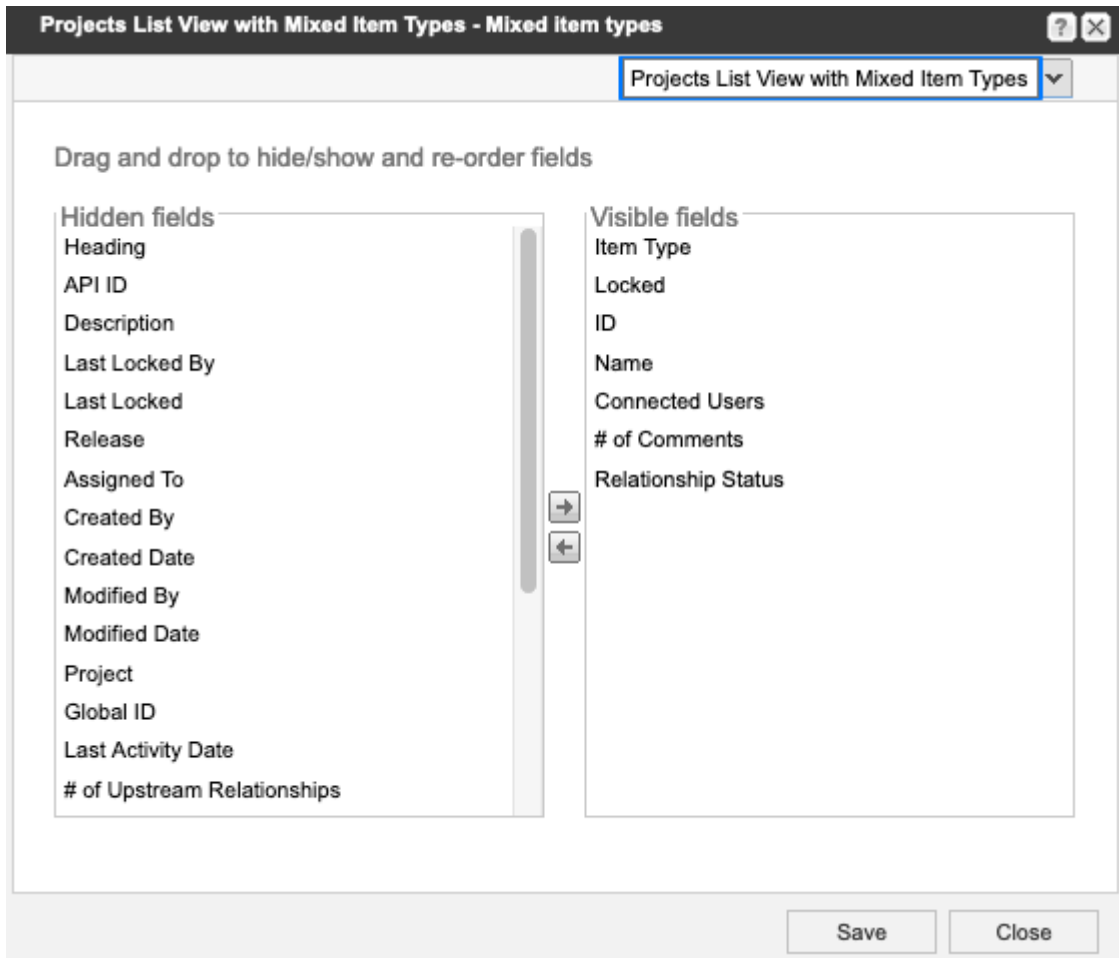 Projects List View with Mixed Item Types - Mixed item types
?
Projects List View with Mixed Item Types
Drag and drop to hide/show and re-order fields
Hidden fields
Heading
API ID
Description
Last Locked By
Last Locked
Release
Assigned To
Created By
Created Date
Modified By
Modified Date
Project
Global ID
Last Activity Date
# of Upstream Relationships
Visible fields
Item Type
Locked
ID
Name
Connected Users
# of Comments
Relationship Status
Save
Close